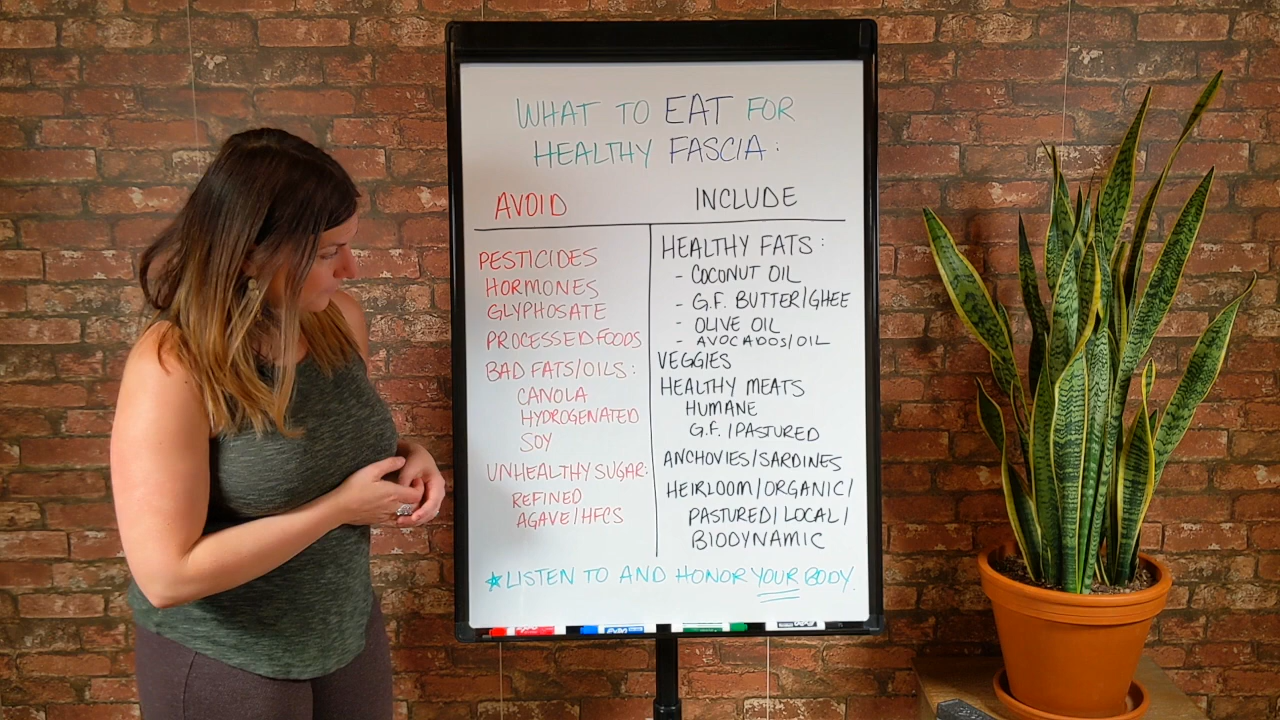 WHAT TO EAT FOR
HEALTHY FASCIA:
AVOID
PESTICIDES
HORMONES
GLYPHOSATE
PROCESSED FOODS
BAD FATS/OILS:
CANOLA
HYDROGENATED
SOY
UNHEALTHY SUGAR:
REFINED
AGAVE/HFCS
INCLUDE
HEALTHY FATS:
- COCONUT OIL
- G.F. BUTTER/GHEE
- OLIVE OIL
- AVOCADOS/OIL
VEGGIES
HEALTHY MEATS
HUMANE
G.F./PASTURED
ANCHOVIES/SARDINES
HEIRLOOM/ORGANIC/
PASTURED/LOCAL/
BIODYNAMIC
★LISTEN TO AND HONOR YOUR BODY.